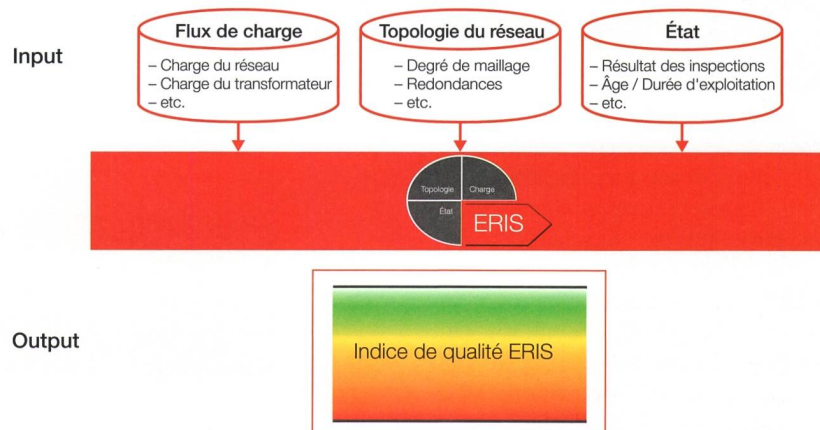 Input
Flux de charge
– Charge du réseau
– Charge du transformateur
– etc.
Topologie du réseau
– Degré de maillage
– Redondances
– etc.
État
– Résultat des inspections
– Âge / Durée d'exploitation
– etc.
Topologie
Charge
État
ERIS
Output
Indice de qualité ERIS